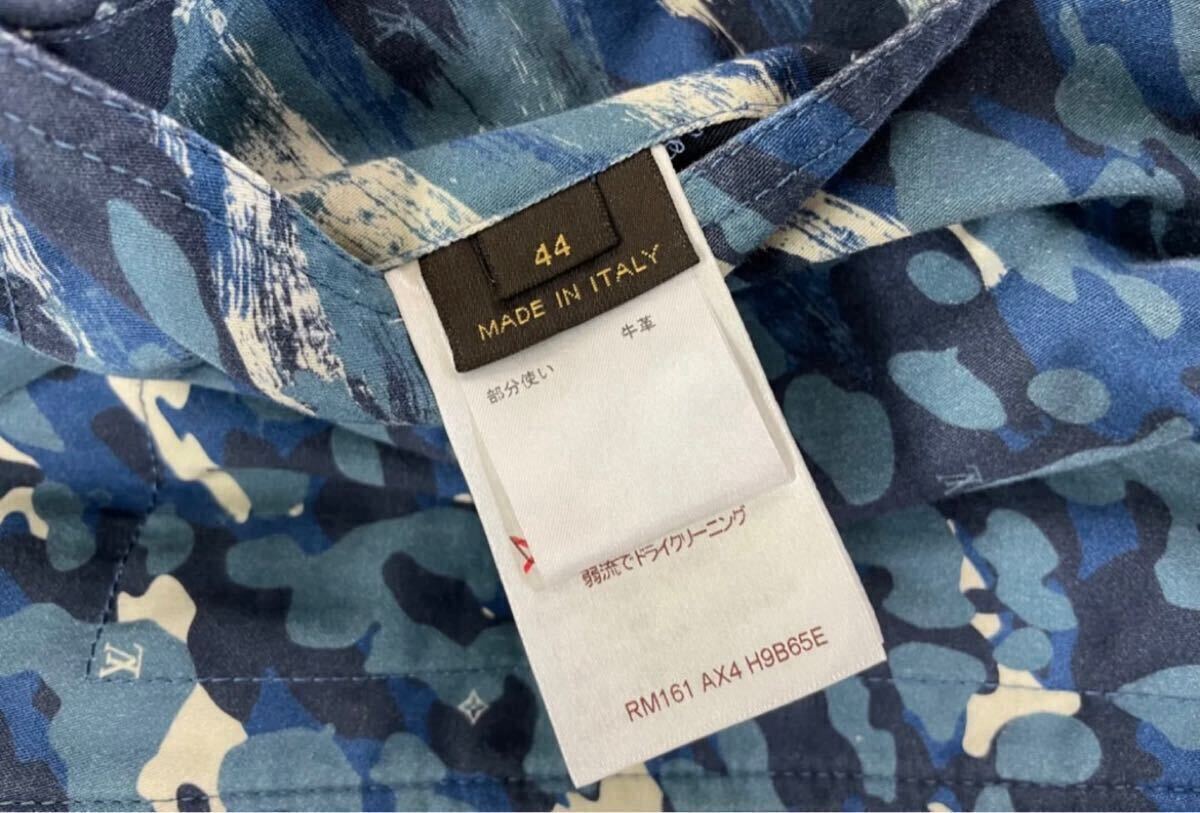 44
MADE IN ITALY
牛革
部分使い
弱流でドライクリーニング
RM161 AX4 H9B65E